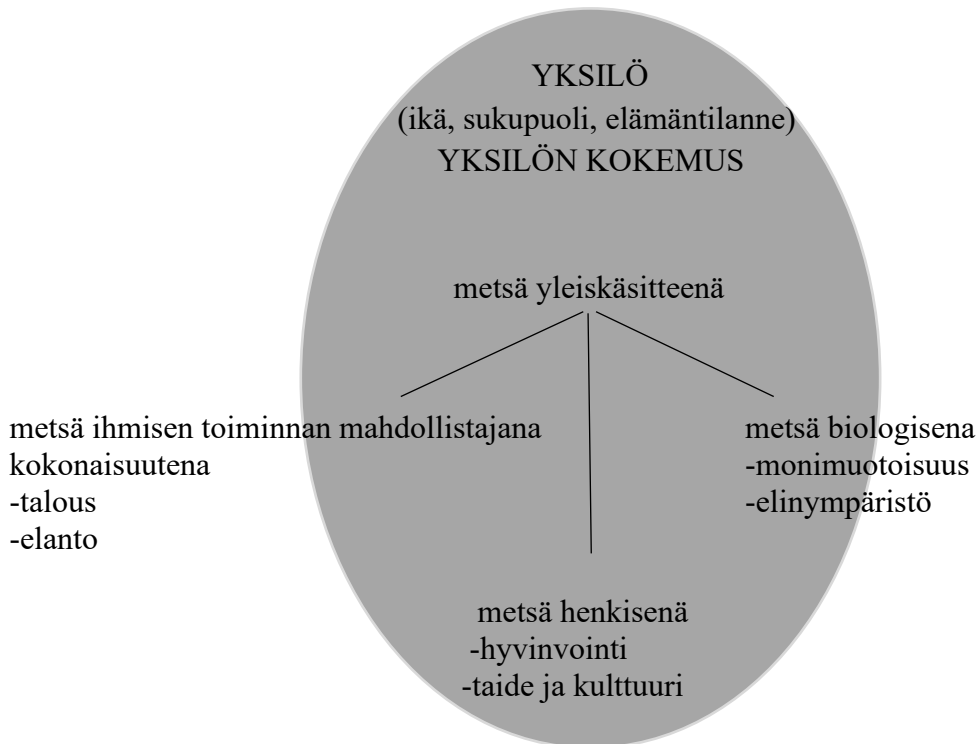 YKSILÖ
(ikä, sukupuoli, elämäntilanne)
YKSILÖN KOKEMUS
metsä yleiskäsitteenä
metsä ihmisen toiminnan mahdollistajana
kokonaisuutena
-talous
-elanto
metsä biologisena
-monimuotoisuus
-elinympäristö
metsä henkisenä
-hyvinvointi
-taide ja kulttuuri